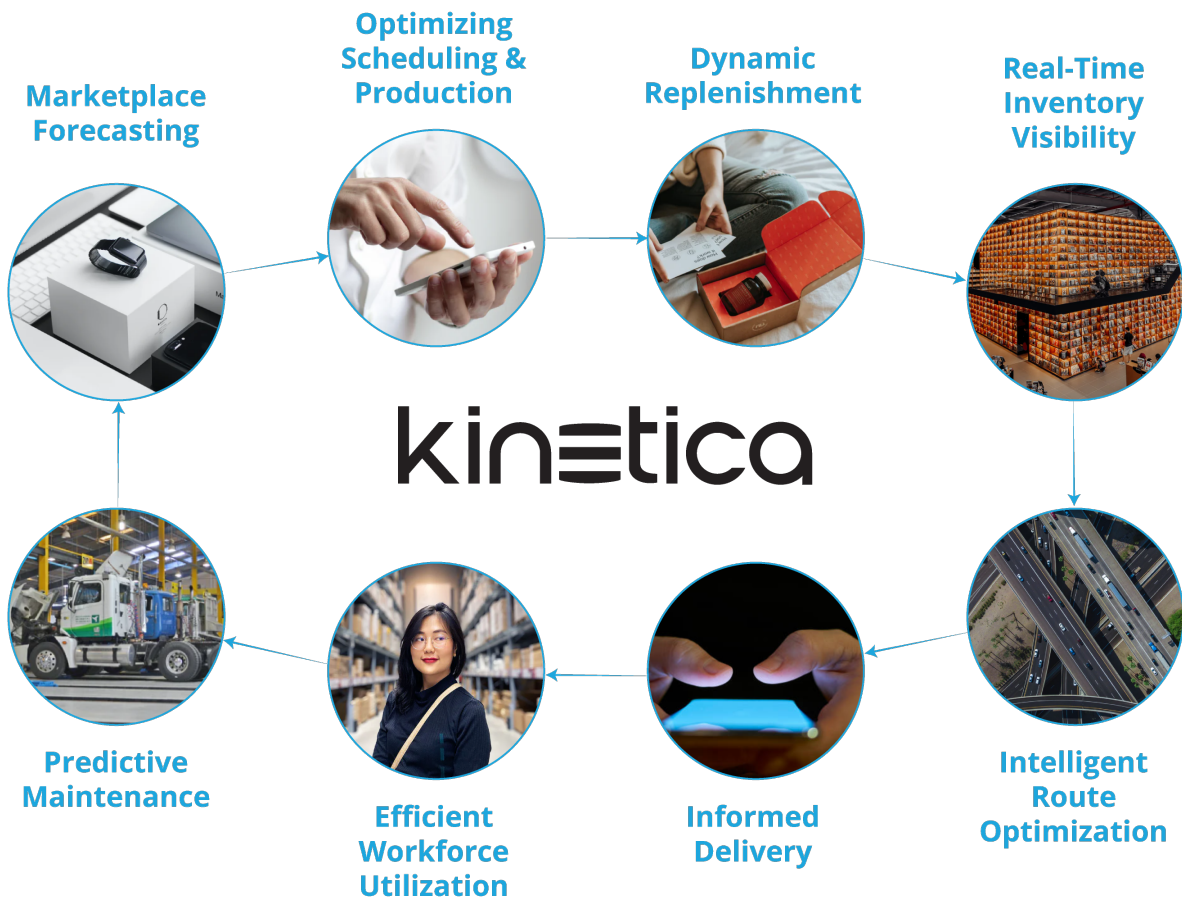 Optimizing
Scheduling &
Production
Dynamic
Replenishment
Real-Time
Inventory
Visibility
Marketplace
Forecasting
kinetica
Predictive
Maintenance
Efficient
Workforce
Utilization
Informed
Delivery
Intelligent
Route
Optimization